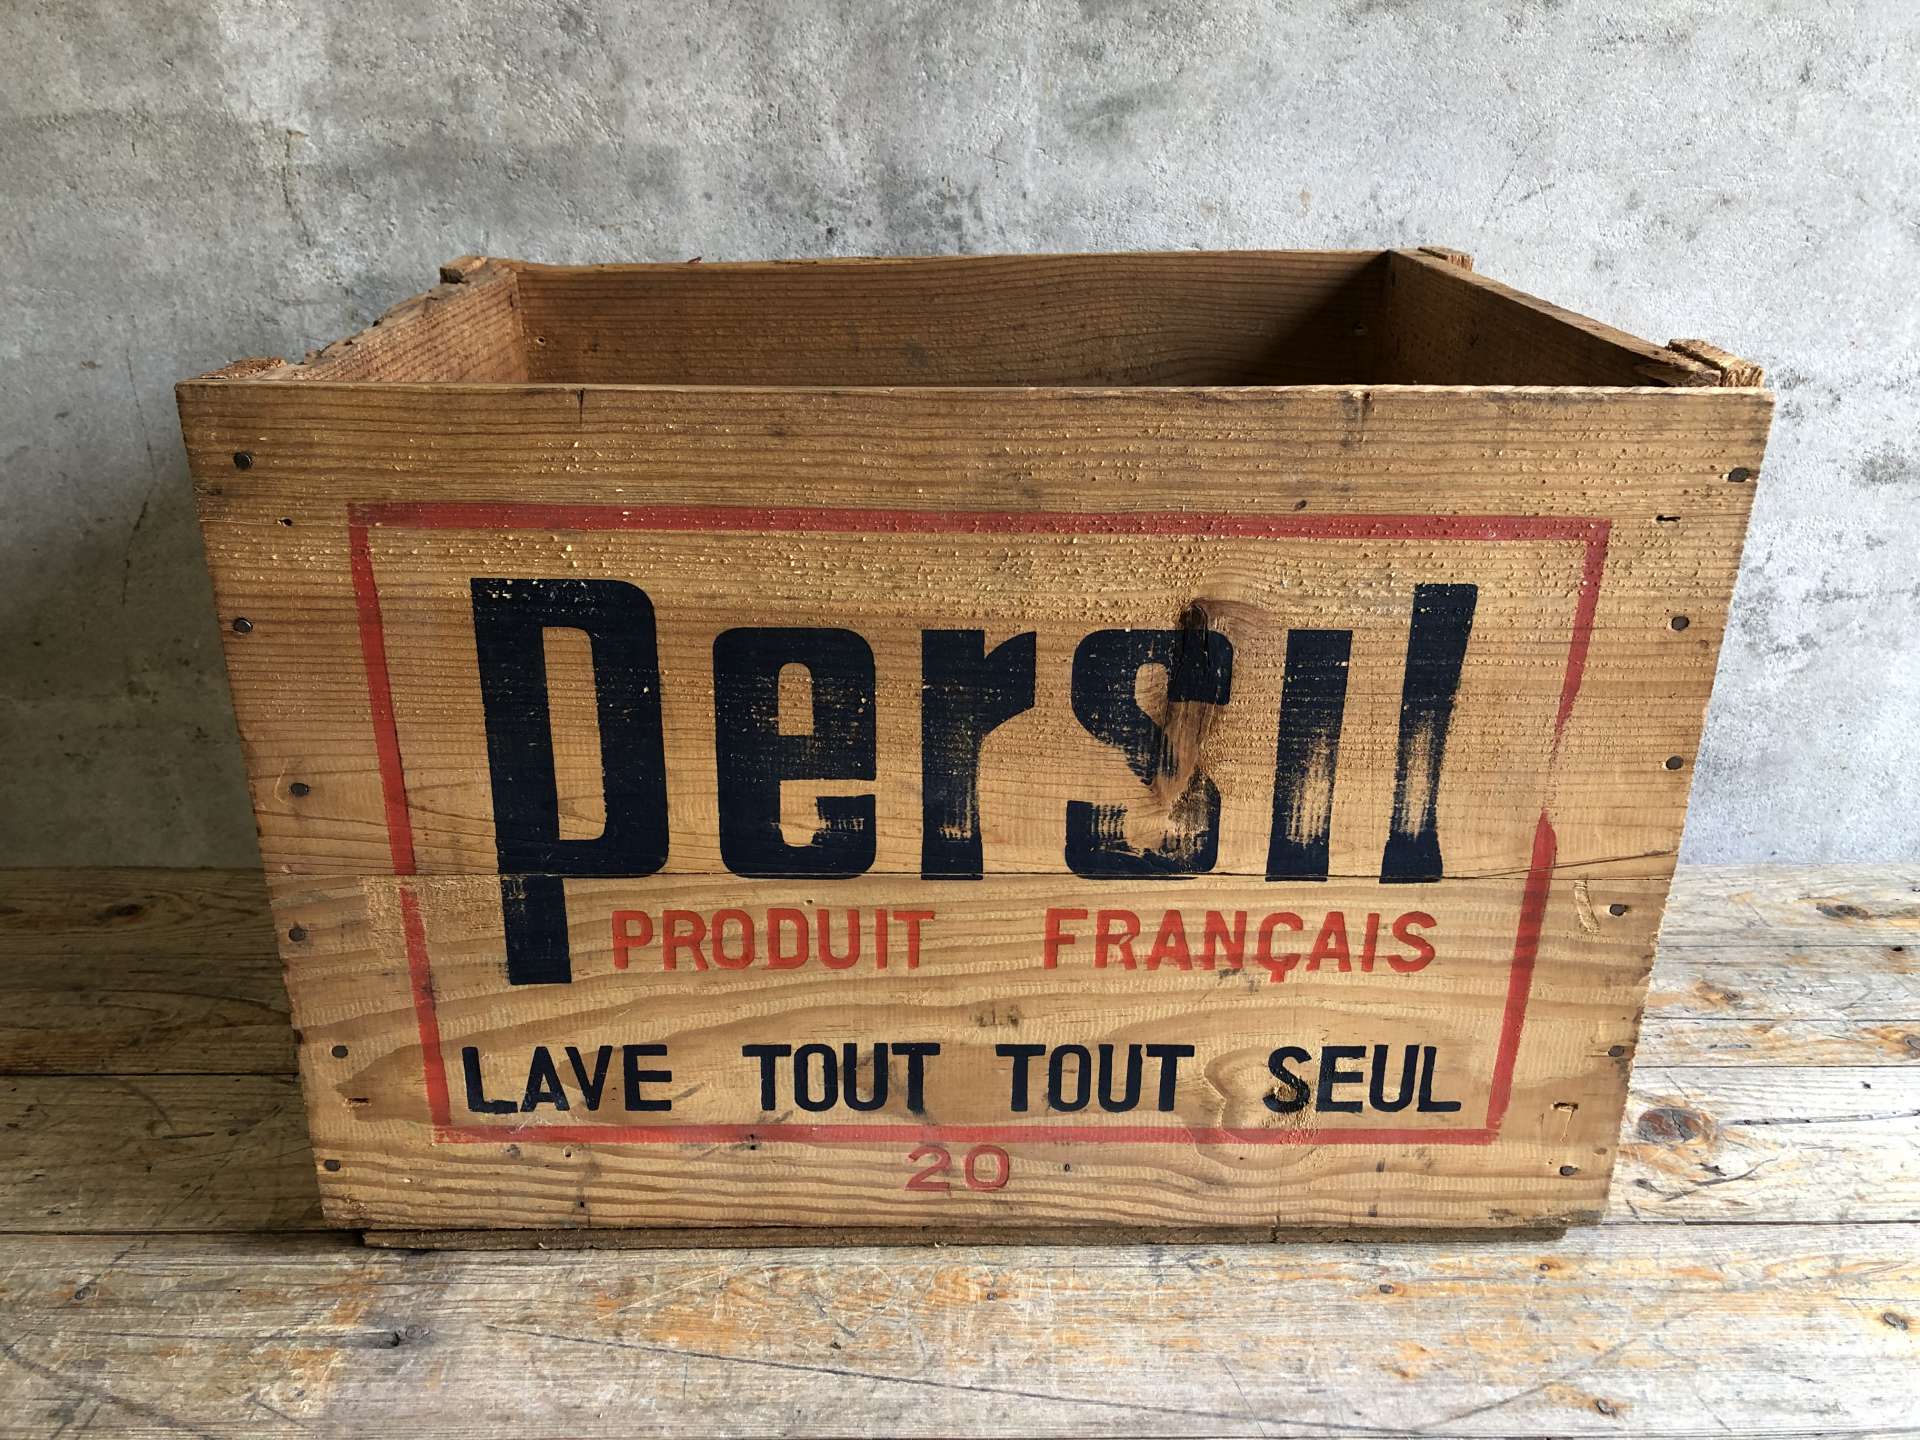 Persil
PRODUIT FRANÇAIS
LAVE TOUT TOUT SEUL
20